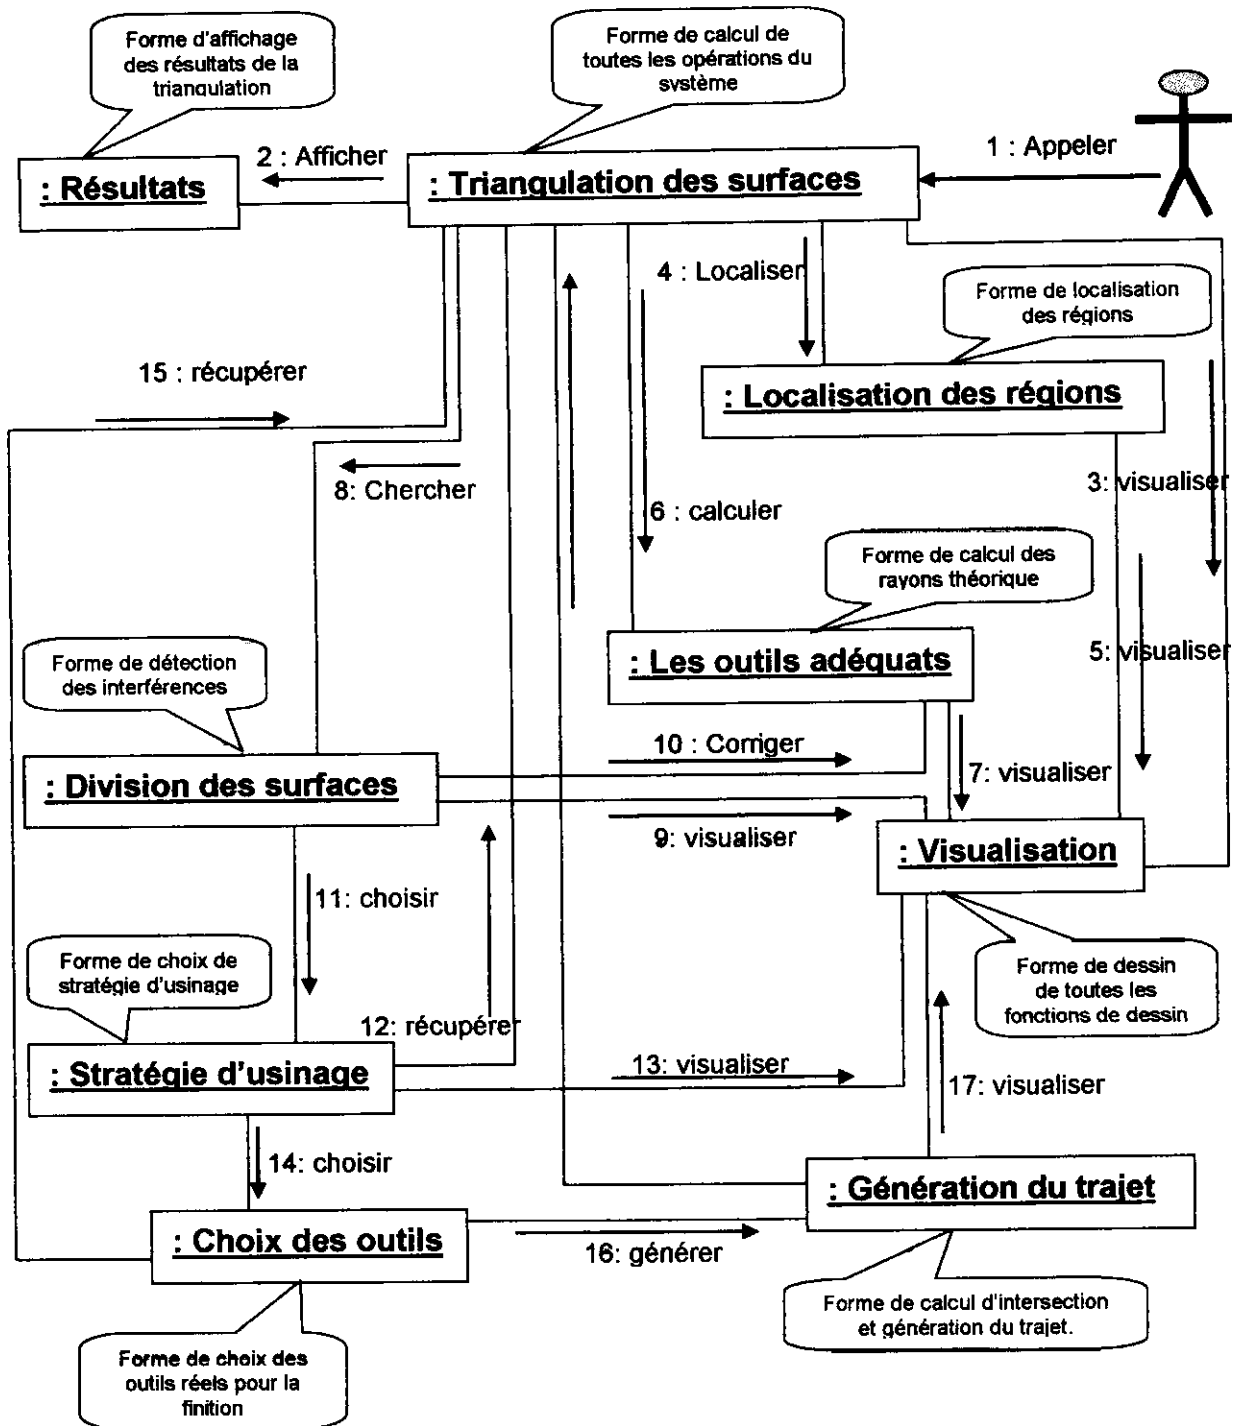 Forme d'affichage
des résultats de la
triangulation
Forme de calcul de
toutes les opérations du
système
2 : Afficher
1 : Appeler
: Résultats
: Triangulation des surfaces
4 : Localiser
Forme de localisation
des régions
15 : récupérer
: Localisation des régions
8: Chercher
3: visualiser
6 : calculer
Forme de calcul des
rayons théorique
Forme de détection
des interférences
: Les outils adéquats
5: visualiser
10 : Corriger
: Division des surfaces
7: visualiser
9: visualiser
: Visualisation
11: choisir
Forme de choix de
stratégie d'usinage
Forme de dessin
de toutes les
fonctions de dessin
12: récupérer
: Stratégie d'usinage
13: visualiser
17: visualiser
14: choisir
: Génération du trajet
: Choix des outils
16: générer
Forme de calcul d'intersection
et génération du trajet.
Forme de choix des
outils réels pour la
finition